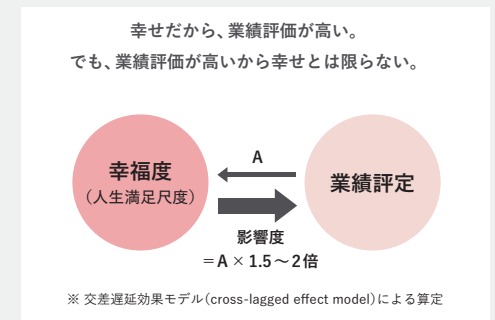 幸せだから、業績評価が高い。
でも、業績評価が高いから幸せとは限らない。
幸福度
（人生満足尺度）
A
業績評定
影響度
＝A × 1.5～2倍
※ 交差遅延効果モデル（cross-lagged effect model）による算定